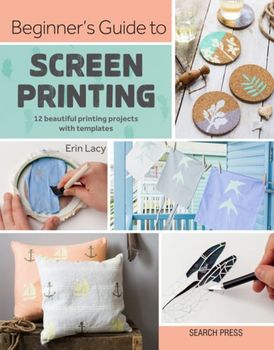 Beginner's Guide to
SCREEN
PRINTING
12 beautiful printing projects
with templates
Erin Lacy
SEARCH PRESS